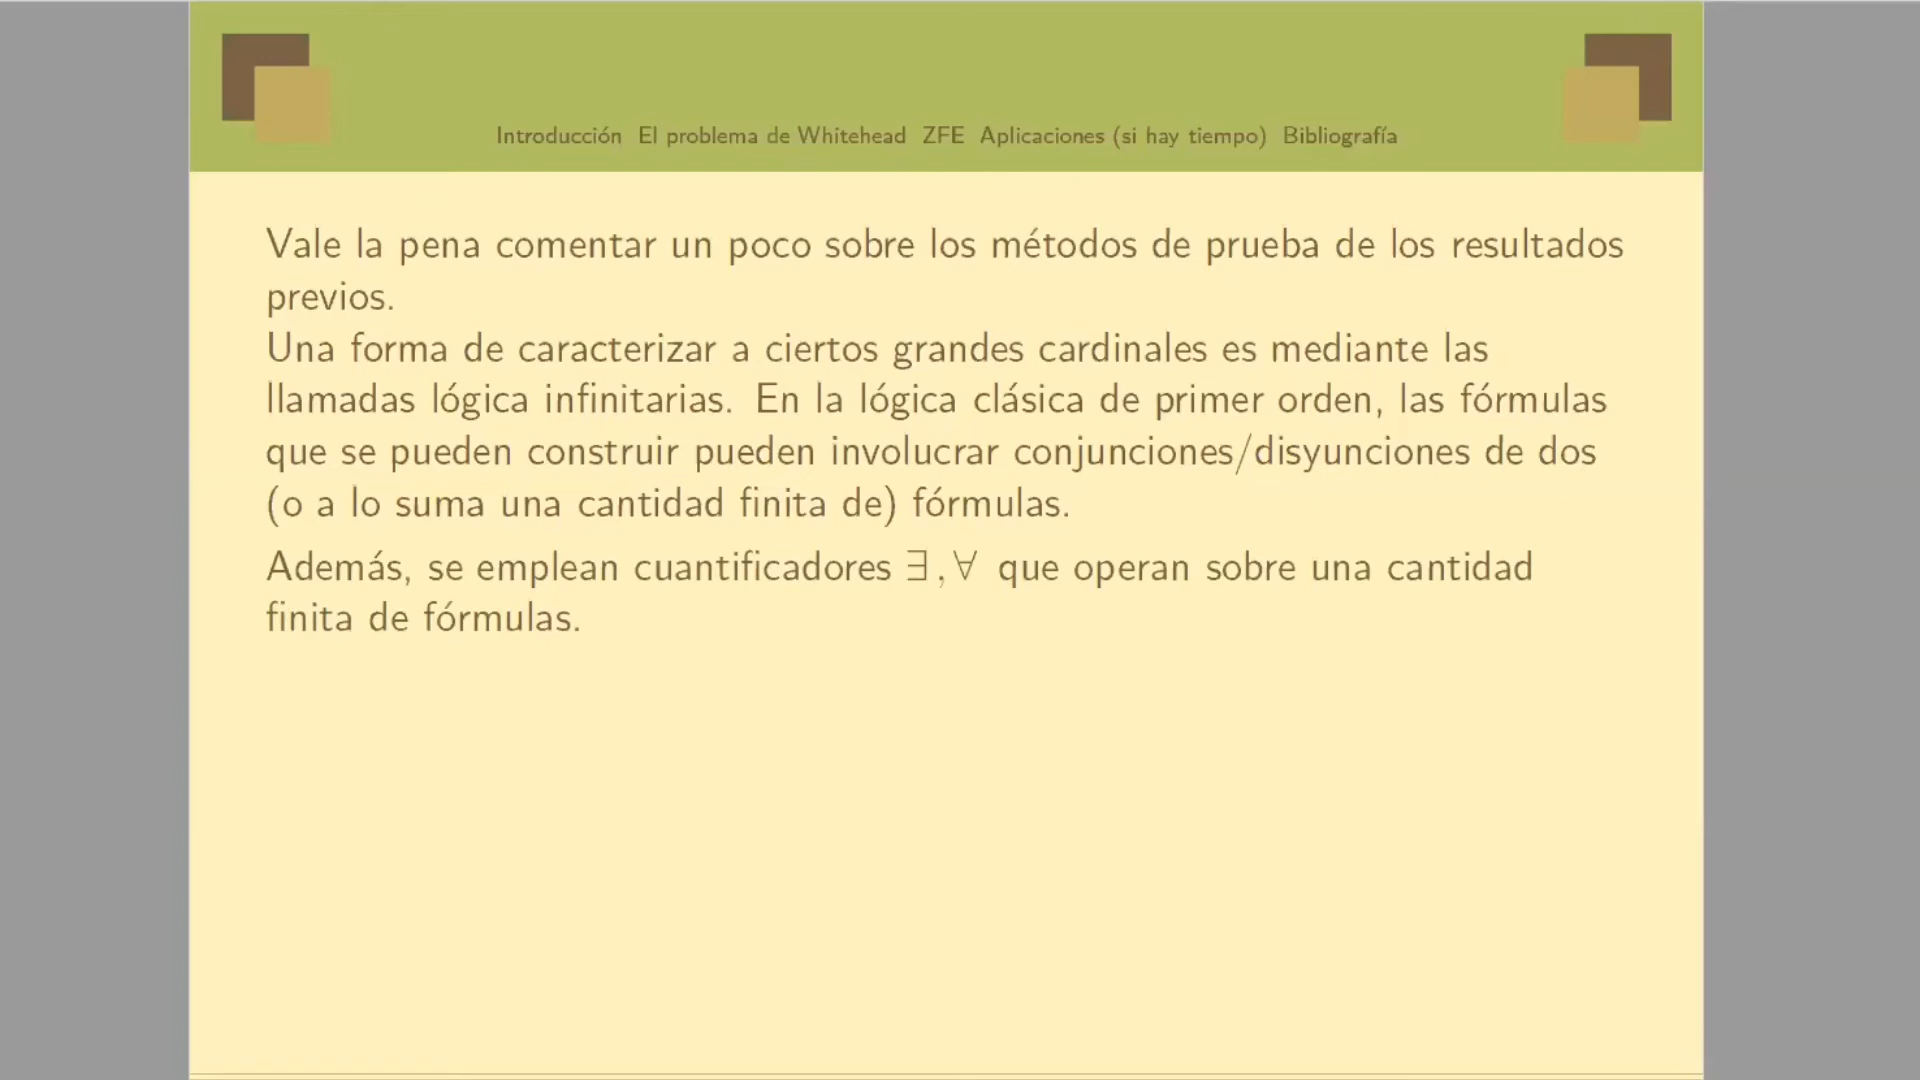 Introducción El problema de Whitehead ZFE Aplicaciones (si hay tiempo) Bibliografía
Vale la pena comentar un poco sobre los métodos de prueba de los resultados
previos.
Una forma de caracterizar a ciertos grandes cardinales es mediante las
llamadas lógica infinitarias. En la lógica clásica de primer orden, las fórmulas
que se pueden construir pueden involucrar conjunciones/disyunciones de dos
(o a lo suma una cantidad finita de) fórmulas.
Además, se emplean cuantificadores ∃ ,∀ que operan sobre una cantidad
finita de fórmulas.